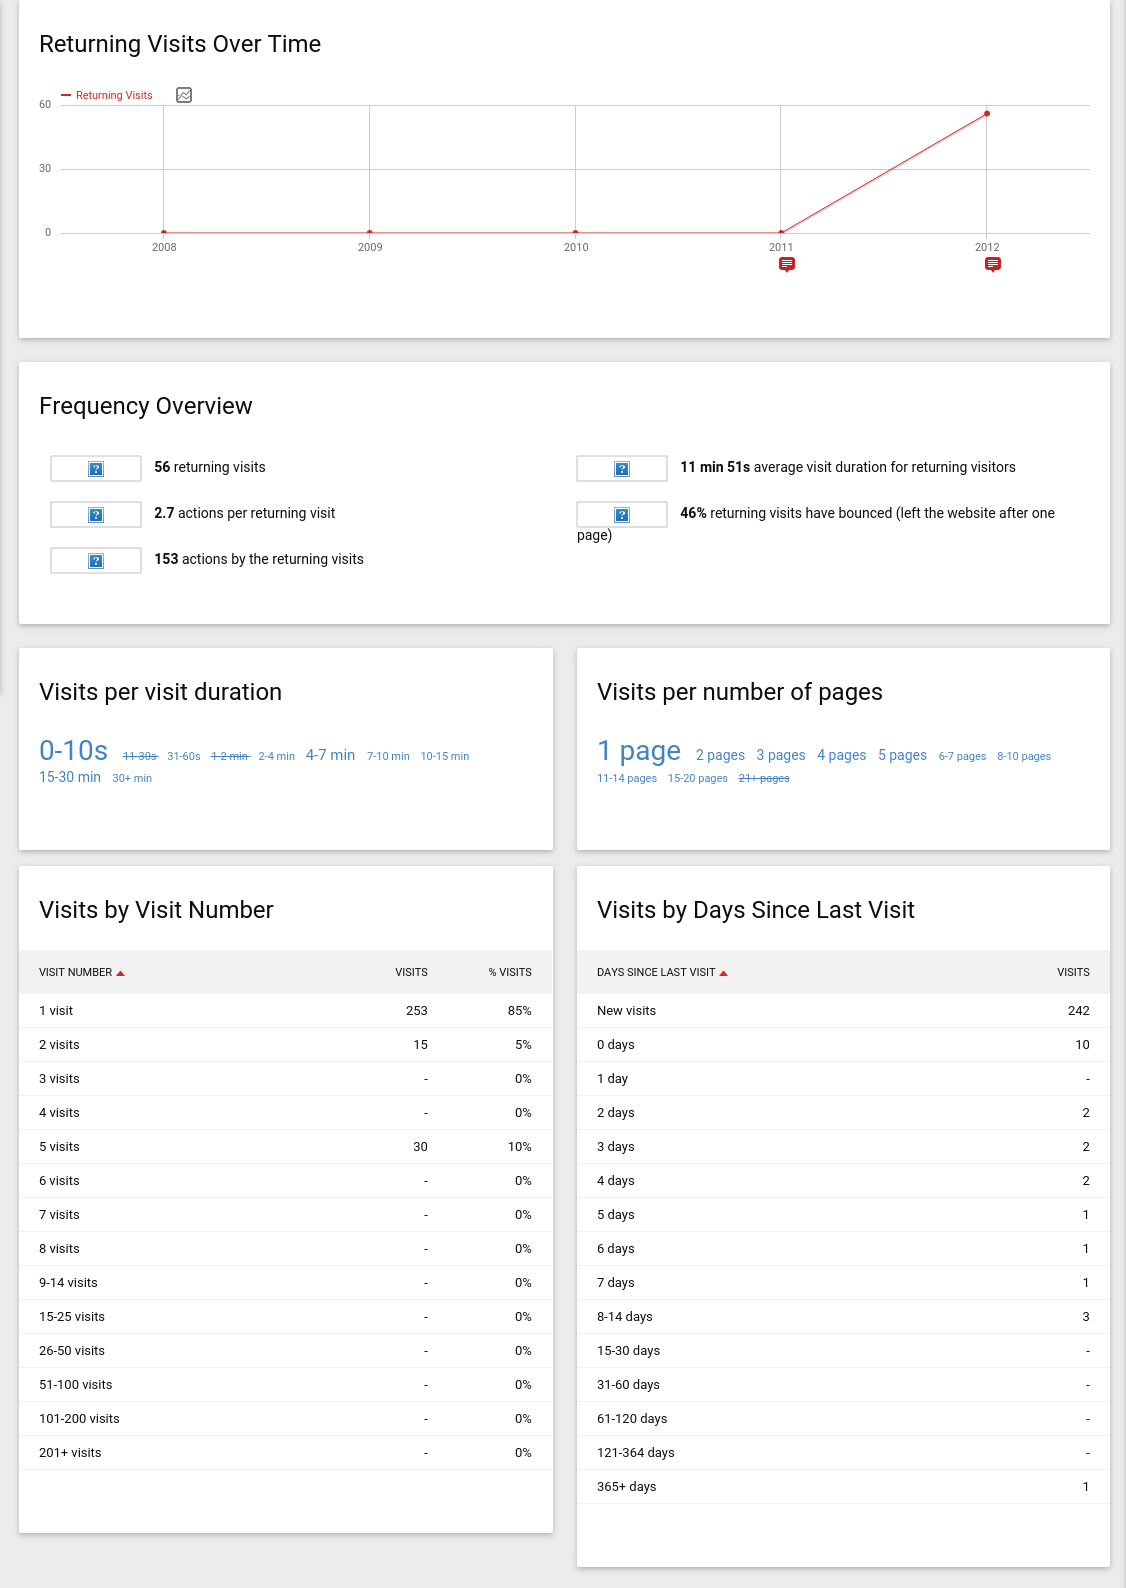 Returning Visits Over Time
Returning Visits
60
30
0
2008 2009 2010 2011 2012
Frequency Overview
56 returning visits
2.7 actions per returning visit
153 actions by the returning visits
11 min 51s average visit duration for returning visitors
46% returning visits have bounced (left the website after one
page)
Visits per visit duration
0-10s 11-30s 31-60s 1-2 min 2-4 min 4-7 min 7-10 min 10-15 min
15-30 min 30+ min
Visits per number of pages
1 page 2 pages 3 pages 4 pages 5 pages 6-7 pages 8-10 pages
11-14 pages 15-20 pages 21+ pages
Visits by Visit Number
VISIT NUMBER VISITS % VISITS
1 visit 253 85%
2 visits 15 5%
3 visits - 0%
4 visits - 0%
5 visits 30 10%
6 visits - 0%
7 visits - 0%
8 visits - 0%
9-14 visits - 0%
15-25 visits - 0%
26-50 visits - 0%
51-100 visits - 0%
101-200 visits - 0%
201+ visits - 0%
Visits by Days Since Last Visit
DAYS SINCE LAST VISIT VISITS
New visits 242
0 days 10
1 day -
2 days 2
3 days 2
4 days 2
5 days 1
6 days 1
7 days 1
8-14 days 3
15-30 days -
31-60 days -
61-120 days -
121-364 days -
365+ days 1